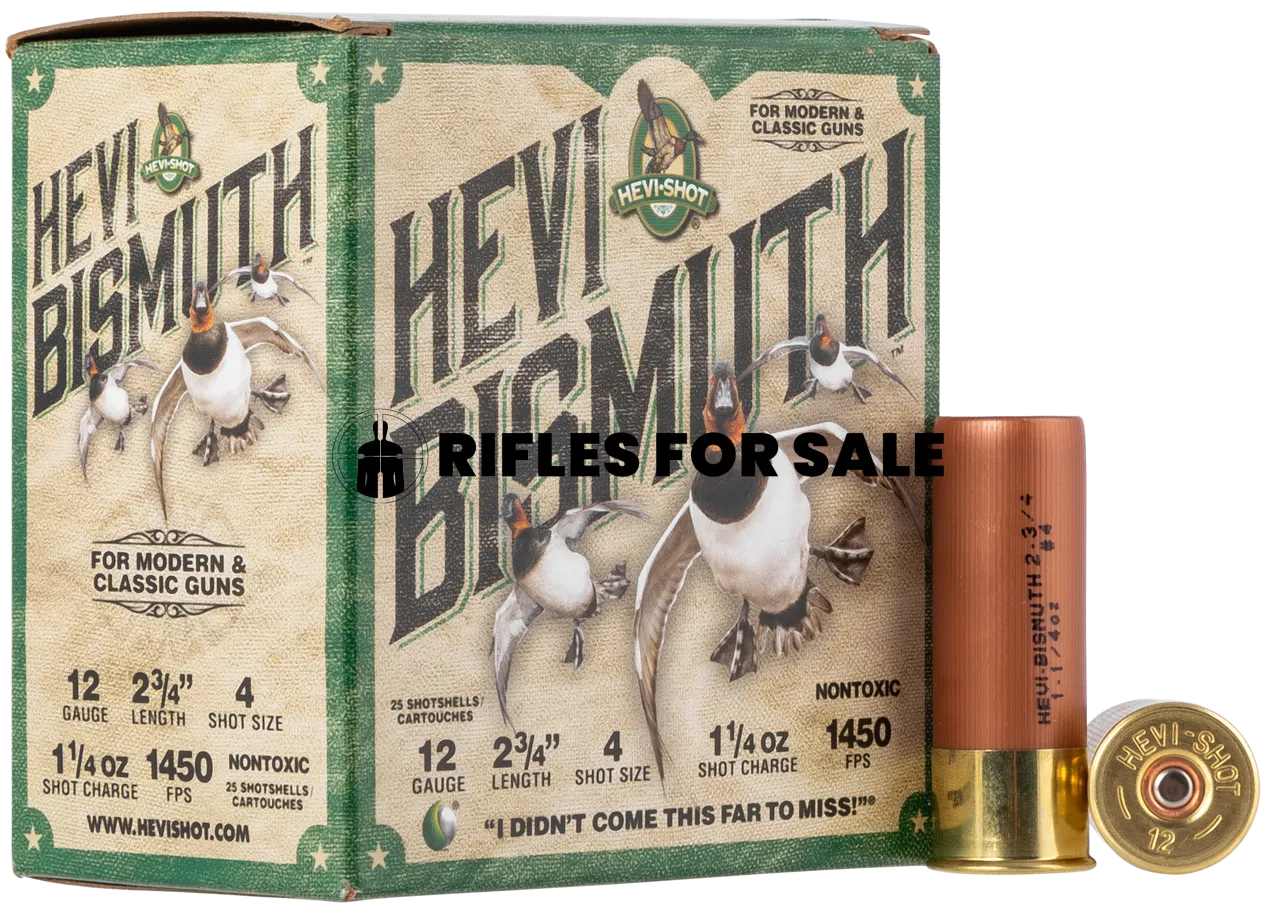 HEVI
BISMUTH
™
HEVI-SHOT
FOR MODERN &
CLASSIC GUNS
12
GAUGE
2 3/4”
LENGTH
4
SHOT SIZE
1 1/4 OZ
SHOT CHARGE
1450
FPS
NONTOXIC
25 SHOTSHELLS/
CARTOUCHES
WWW.HEVISHOT.COM
HEVI
BISMUTH
™
HEVI-SHOT
®
FOR MODERN &
CLASSIC GUNS
RIFLES FOR SALE
25 SHOTSHELLS/
CARTOUCHES
12
GAUGE
2 3/4”
LENGTH
4
SHOT SIZE
1 1/4 OZ
SHOT CHARGE
NONTOXIC
1450
FPS
®
“I DIDN’T COME THIS FAR TO MISS!”®
HEVI-BISMUTH 2-3/4
1-1/4oz #4
HEVI-SHOT
12